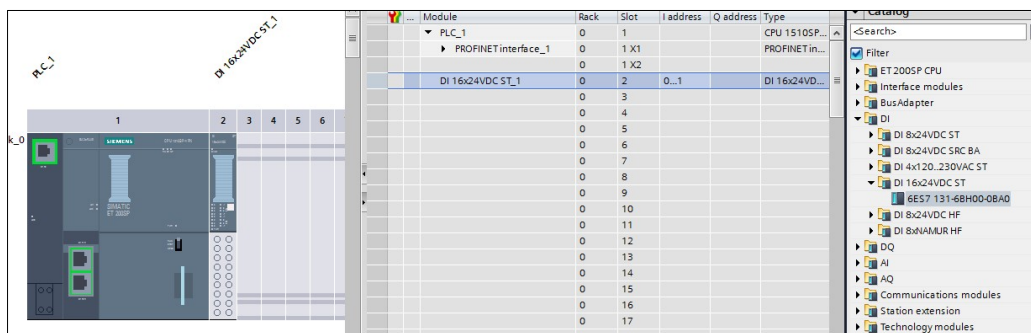 PLC_1
DI 16x24VDC ST_1
1 2 3 4 5 6
k_0
SIEMENS
SIMATIC
ET 200SP
... Module Rack Slot I address Q address Type
PLC_1 0 1 CPU 1510SP...
PROFINET interface_1 0 1 X1 PROFINET in...
0 1 X2
DI 16x24VDC ST_1 0 2 0...1 DI 16x24VD...
0 3
0 4
0 5
0 6
0 7
0 8
0 9
0 10
0 11
0 12
0 13
0 14
0 15
0 16
0 17
Catalog
<Search>
Filter
ET 200SP CPU
Interface modules
BusAdapter
DI
DI 8x24VDC ST
DI 8x24VDC SRC BA
DI 4x120..230VAC ST
DI 16x24VDC ST
6ES7 131-6BH00-0BA0
DI 8x24VDC HF
DI 8xNAMUR HF
DQ
AI
AQ
Communications modules
Station extension
Technology modules